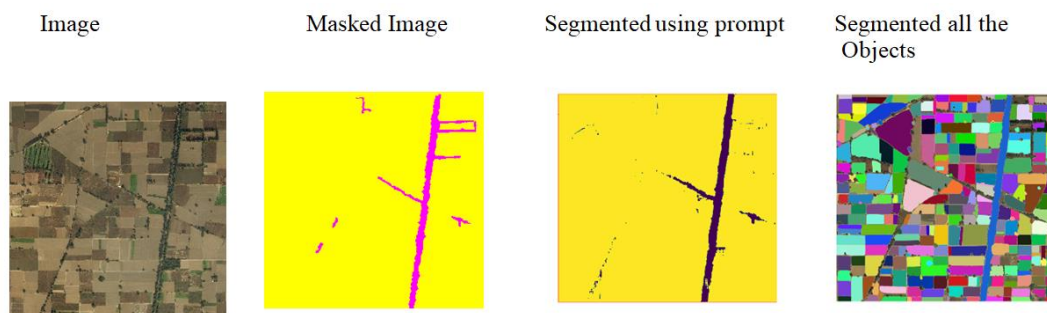 Image
Masked Image
Segmented using prompt
Segmented all the
Objects